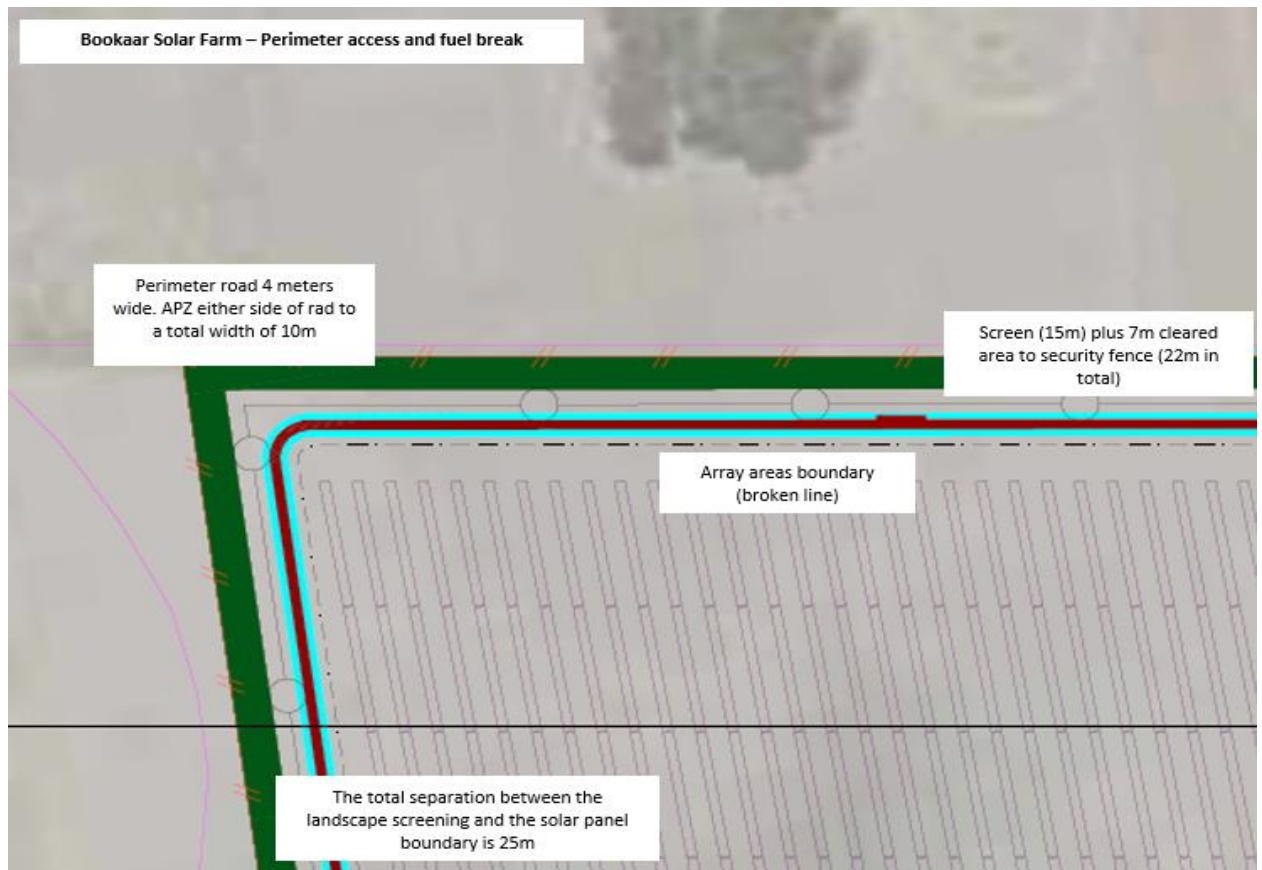 Bookaar Solar Farm – Perimeter access and fuel break
Perimeter road 4 meters
wide. APZ either side of rad to
a total width of 10m
Screen (15m) plus 7m cleared
area to security fence (22m in
total)
Array areas boundary
(broken line)
The total separation between the
landscape screening and the solar panel
boundary is 25m